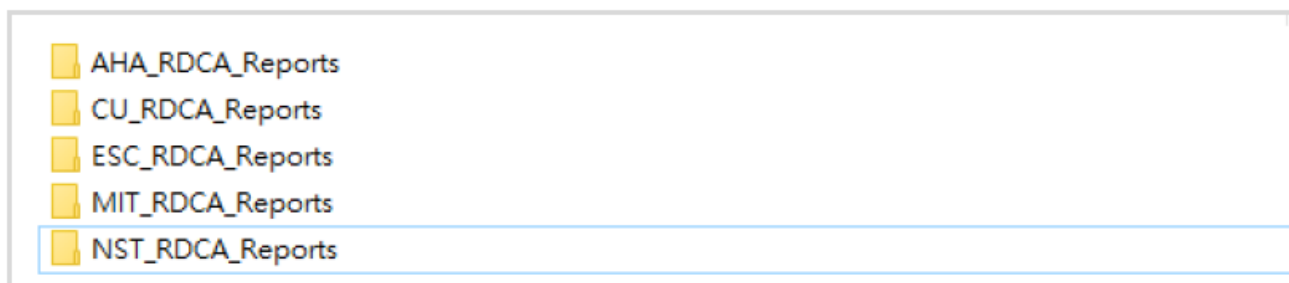 AHA_RDCA_Reports
CU_RDCA_Reports
ESC_RDCA_Reports
MIT_RDCA_Reports
NST_RDCA_Reports